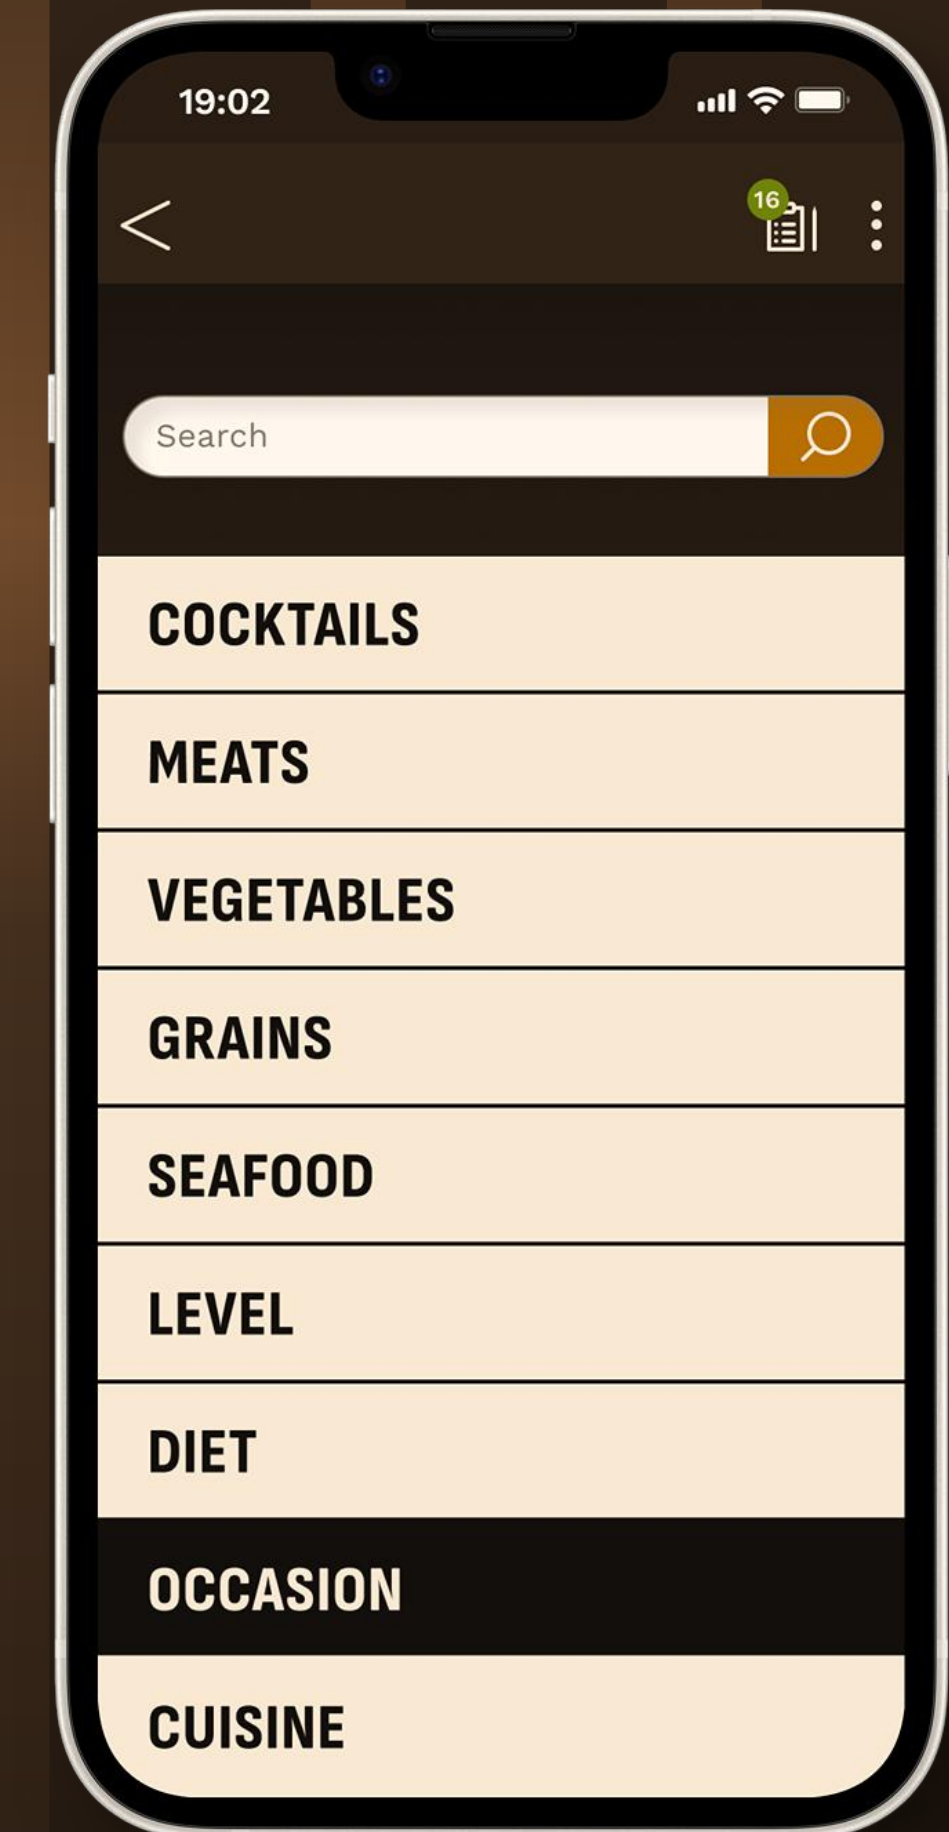 19:02
16
Search
COCKTAILS
MEATS
VEGETABLES
GRAINS
SEAFOOD
LEVEL
DIET
OCCASION
CUISINE